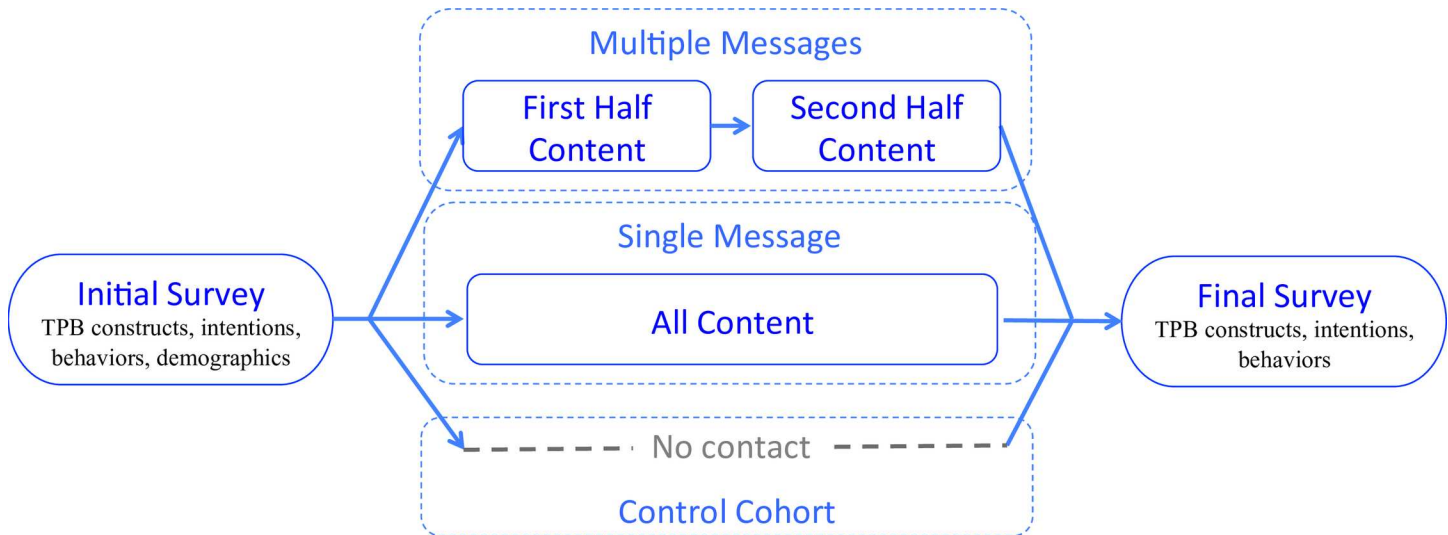 Multiple Messages
First Half
Content
Second Half
Content
Single Message
All Content
Initial Survey
TPB constructs, intentions,
behaviors, demographics
Final Survey
TPB constructs, intentions,
behaviors
No contact
Control Cohort